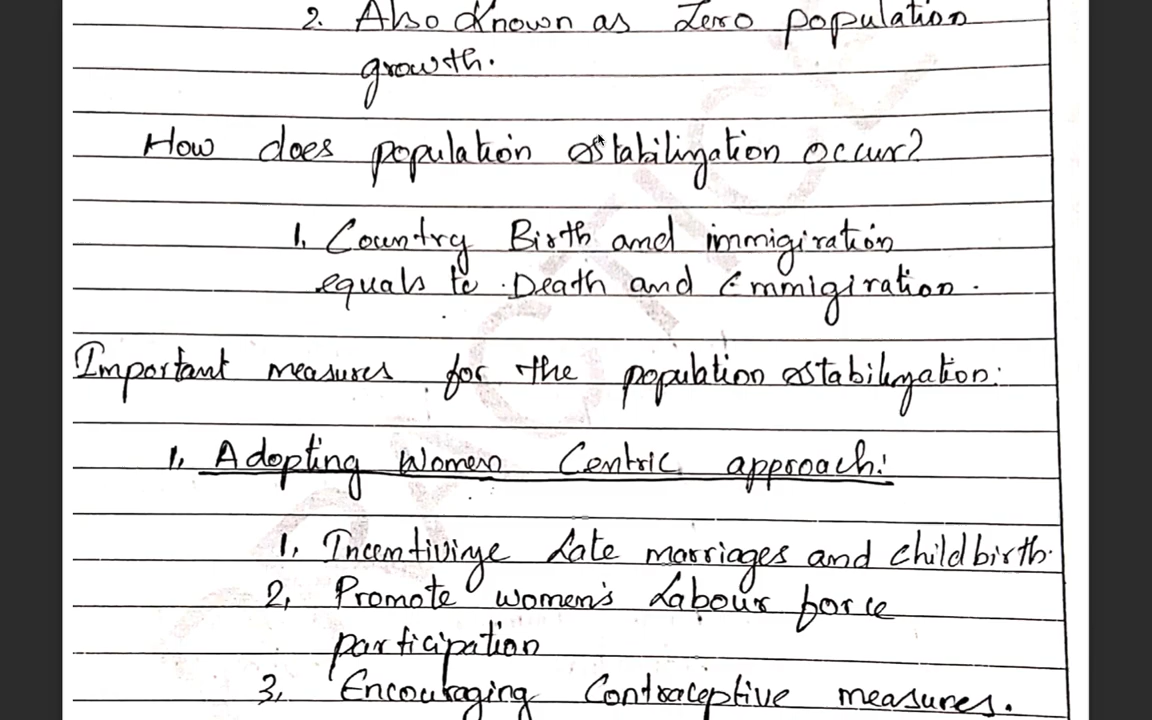 2. Also known as Zero population
growth.
How does population stabilization occur?
1. Country Birth and immigiration
equals to Death and Emmigiration.
Important measures for the population stabilization:
1. Adopting Women Centric approach:
1. Incentivinze Late marriages and childbirth.
2. Promote women's Labour force
participation
3. Encouraging Contraceptive measures.